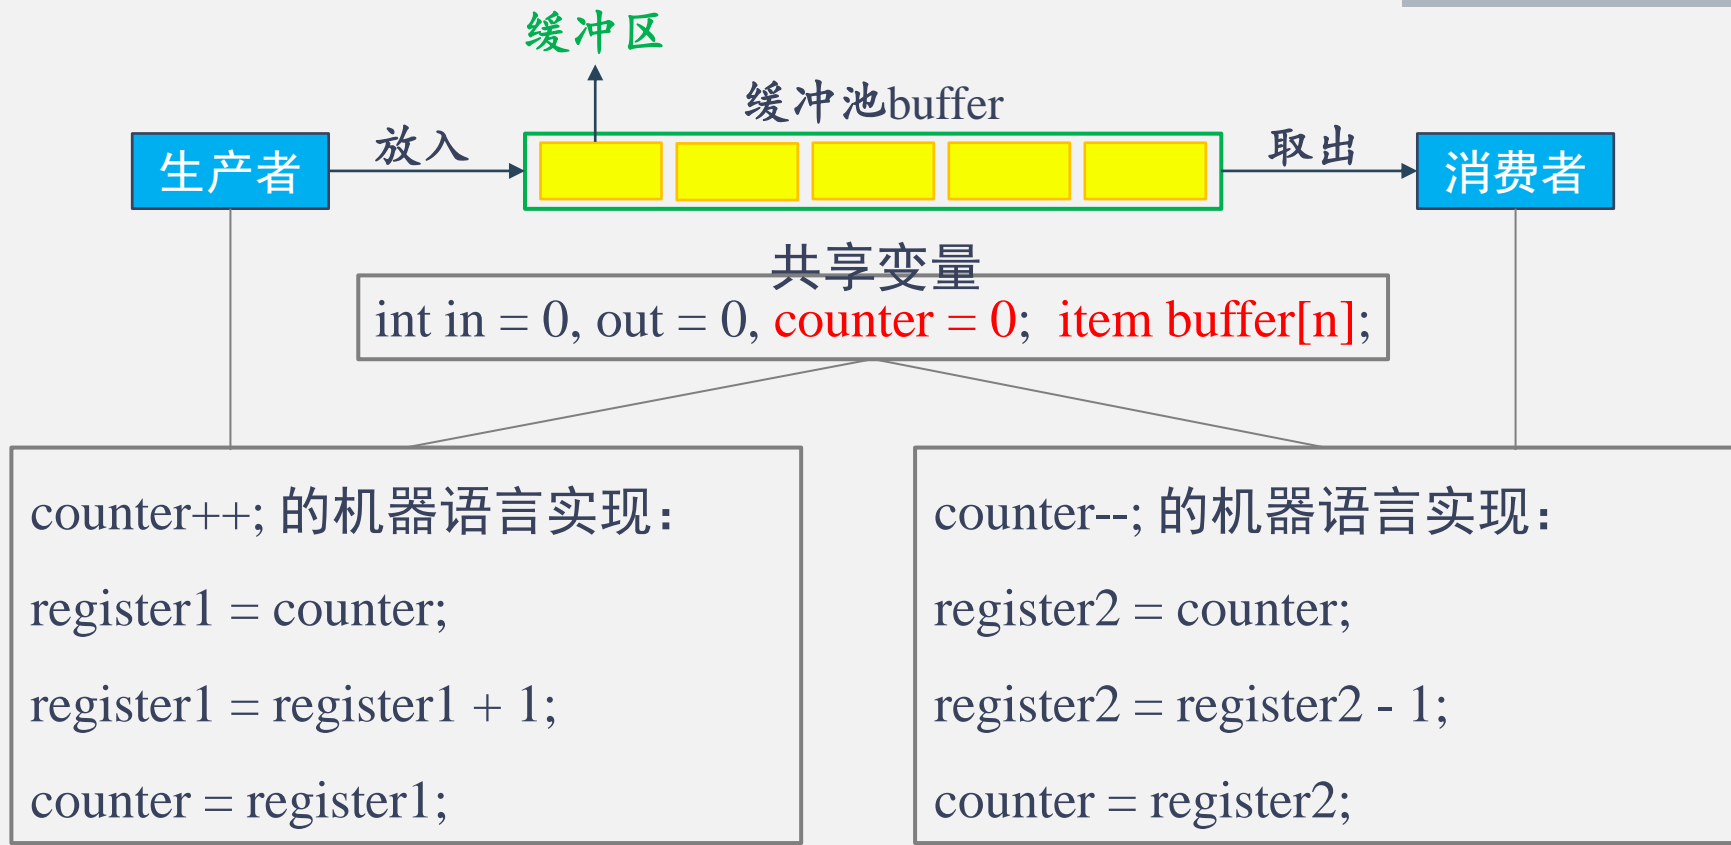 缓冲区
缓冲池buffer
生产者
放入
取出
消费者
共享变量
int in = 0, out = 0, counter = 0; item buffer[n];
counter++; 的机器语言实现：
register1 = counter;
register1 = register1 + 1;
counter = register1;
counter--; 的机器语言实现：
register2 = counter;
register2 = register2 - 1;
counter = register2;